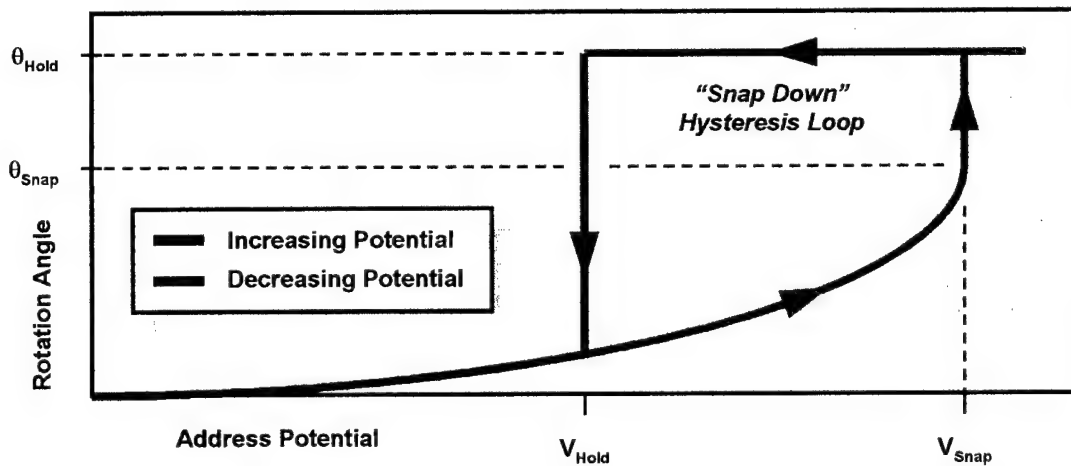 θHold
"Snap Down"
Hysteresis Loop
θSnap
Increasing Potential
Decreasing Potential
Rotation Angle
Address Potential
VHold
VSnap